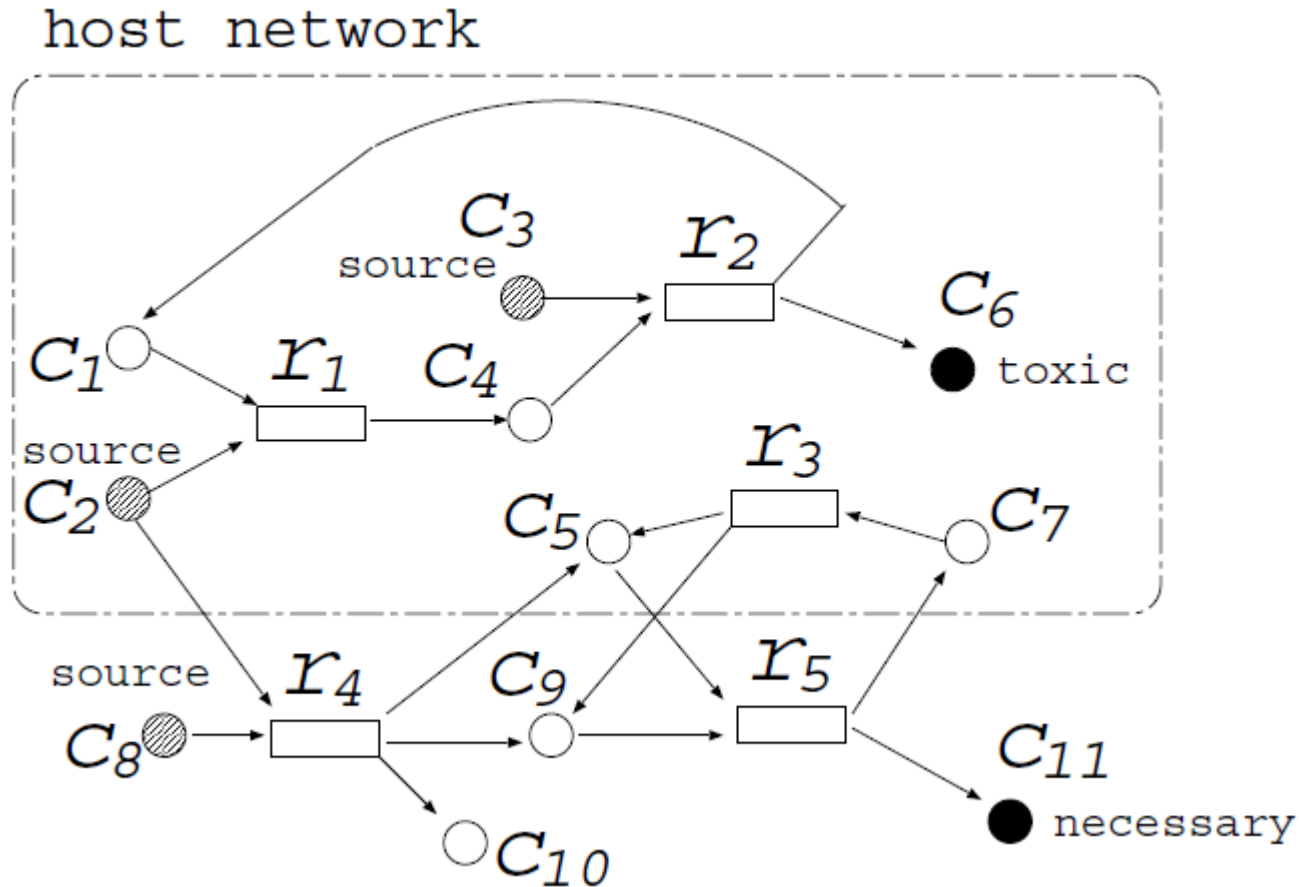 host network
C3
source
r2
C6
toxic
C1
r1
C4
source
C2
r3
C5
C7
source
r4
C9
r5
C8
C11
necessary
C10